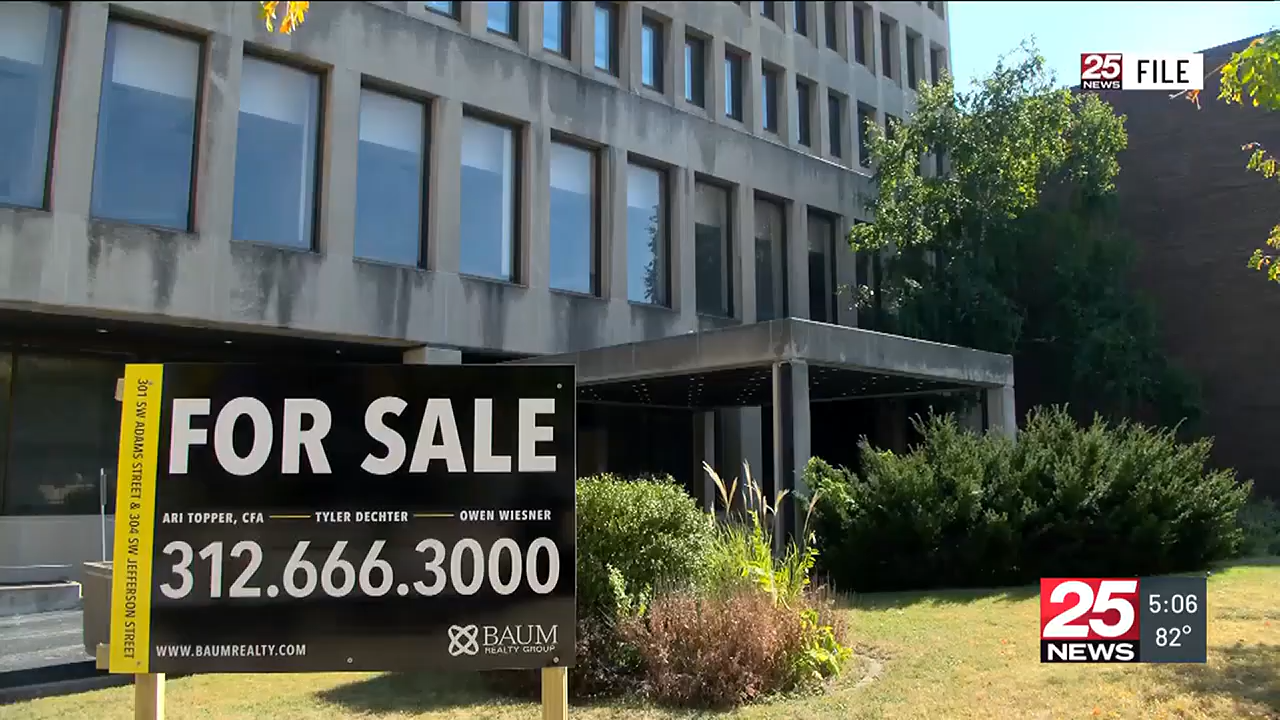 25 NEWS FILE
301 SW ADAMS STREET & 304 SW JEFFERSON STREET
FOR SALE
ARI TOPPER, CFA TYLER DECHTER OWEN WIESNER
312.666.3000
WWW.BAUMREALTY.COM
BAUM
REALTY GROUP
25 NEWS
5:06
82°